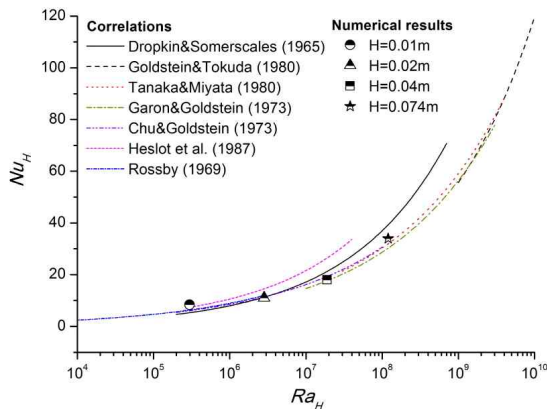 Correlations
Dropkin&Somerscales (1965)
Goldstein&Tokuda (1980)
Tanaka&Miyata (1980)
Garon&Goldstein (1973)
Chu&Goldstein (1973)
Heslot et al. (1987)
Rossby (1969)
Numerical results
H=0.01m
H=0.02m
H=0.04m
H=0.074m
Nu_H
120
100
80
60
40
20
0
10^4 10^5 10^6 10^7 10^8 10^9 10^10
Ra_H